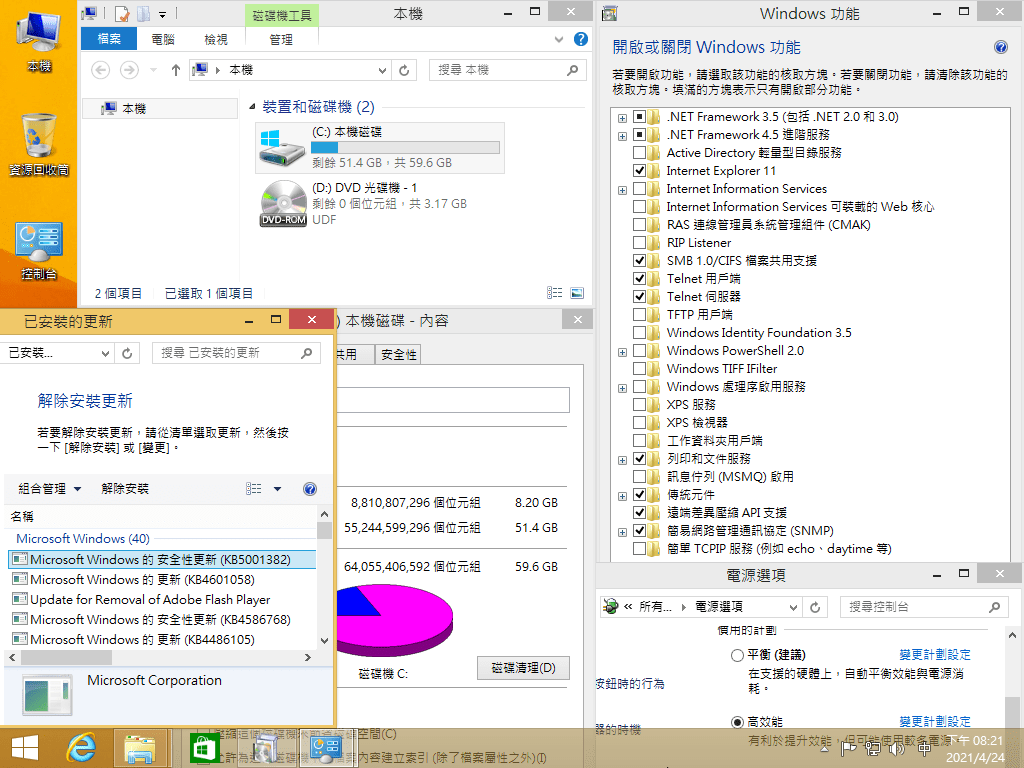 本機
資源回收筒
控制台
磁碟機工具
本機
檔案
電腦
檢視
管理
本機
搜尋 本機
本機
裝置和磁碟機 (2)
(C:) 本機磁碟
剩餘 51.4 GB，共 59.6 GB
(D:) DVD 光碟機 - 1
剩餘 0 個位元組，共 3.17 GB
UDF
DVD-ROM
2 個項目
已選取 1 個項目
Windows 功能
開啟或關閉 Windows 功能
若要開啟功能，請選取該功能的核取方塊。若要關閉功能，請清除該功能的
核取方塊。填滿的方塊表示只有開啟部分功能。
.NET Framework 3.5 (包括 .NET 2.0 和 3.0)
.NET Framework 4.5 進階服務
Active Directory 輕量型目錄服務
Internet Explorer 11
Internet Information Services
Internet Information Services 可裝載的 Web 核心
RAS 連線管理員系統管理組件 (CMAK)
RIP Listener
SMB 1.0/CIFS 檔案共用支援
Telnet 用戶端
Telnet 伺服器
TFTP 用戶端
Windows Identity Foundation 3.5
Windows PowerShell 2.0
Windows TIFF IFilter
Windows 處理序啟用服務
XPS 服務
XPS 檢視器
工作資料夾用戶端
列印和文件服務
訊息佇列 (MSMQ) 啟用
傳統元件
遠端差異壓縮 API 支援
簡易網路管理通訊協定 (SNMP)
簡單 TCPIP 服務 (例如 echo、daytime 等)
已安裝的更新
已安裝...
搜尋 已安裝的更新
解除安裝更新
若要解除安裝更新，請從清單選取更新，然後按
一下 [解除安裝] 或 [變更]。
組合管理
解除安裝
名稱
Microsoft Windows (40)
Microsoft Windows 的 安全性更新 (KB5001382)
Microsoft Windows 的 更新 (KB4601058)
Update for Removal of Adobe Flash Player
Microsoft Windows 的 安全性更新 (KB4586768)
Microsoft Windows 的 更新 (KB4486105)
Microsoft Corporation
) 本機磁碟 - 內容
共用
安全性
8,810,807,296 個位元組 8.20 GB
55,244,599,296 個位元組 51.4 GB
64,055,406,592 個位元組 59.6 GB
磁碟機 C:
磁碟清理(D)
電源選項
« 所有...
電源選項
搜尋控制台
慣用的計劃
平衡 (建議)
變更計劃設定
在支援的硬體上，自動平衡效能與電源消
耗。
按鈕時的行為
高效能
變更計劃設定
器的時機
有利於提升效能，但可能使用較多電源
中
下午 08:21
2021/4/24